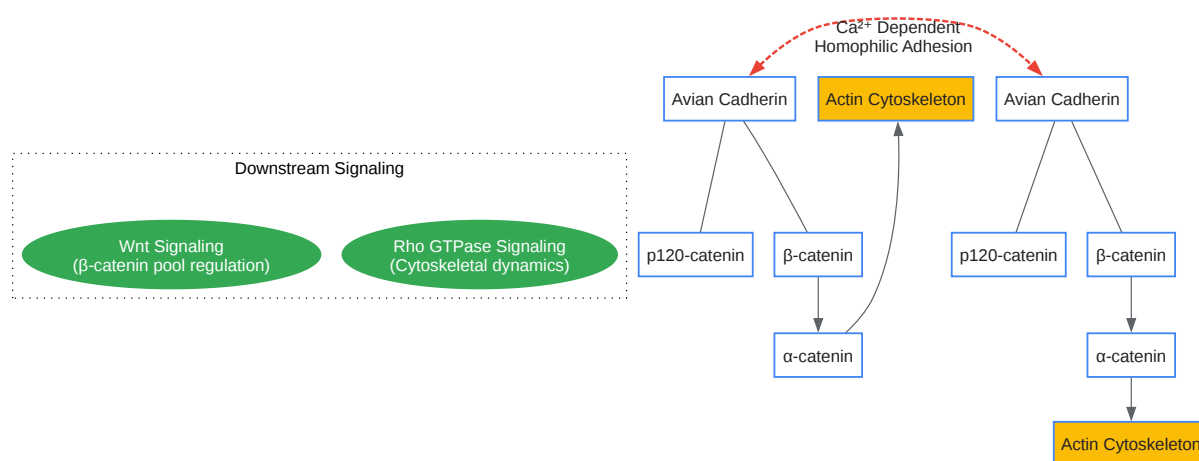 Ca²⁺ Dependent
Homophilic Adhesion
Avian Cadherin
Actin Cytoskeleton
Avian Cadherin
Downstream Signaling
Wnt Signaling
(β-catenin pool regulation)
Rho GTPase Signaling
(Cytoskeletal dynamics)
p120-catenin
β-catenin
p120-catenin
β-catenin
α-catenin
α-catenin
Actin Cytoskeleton